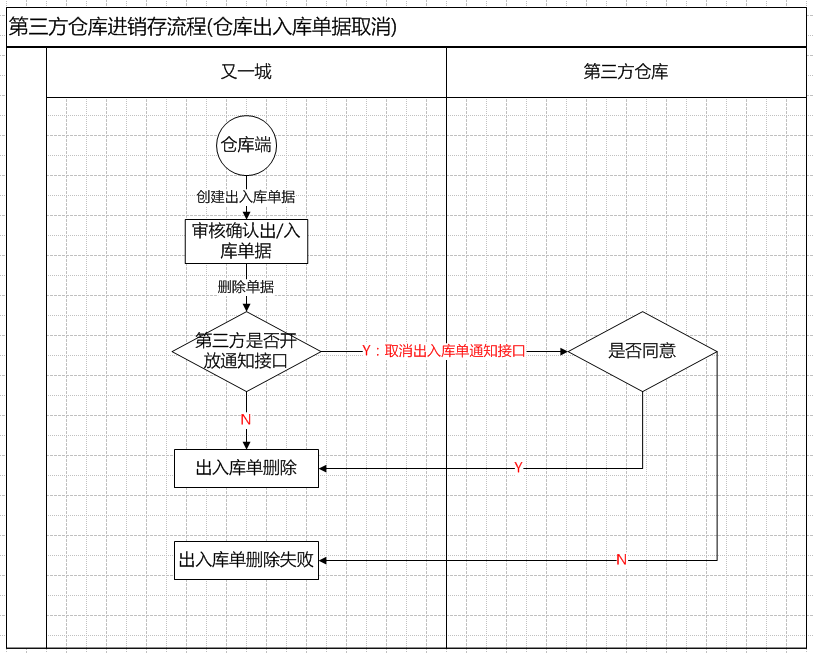 第三方仓库进销存流程(仓库出入库单据取消)
又一城
第三方仓库
仓库端
创建出入库单据
审核确认出/入
库单据
删除单据
第三方是否开
放通知接口
Y：取消出入库单通知接口
是否同意
N
出入库单删除
Y
出入库单删除失败
N